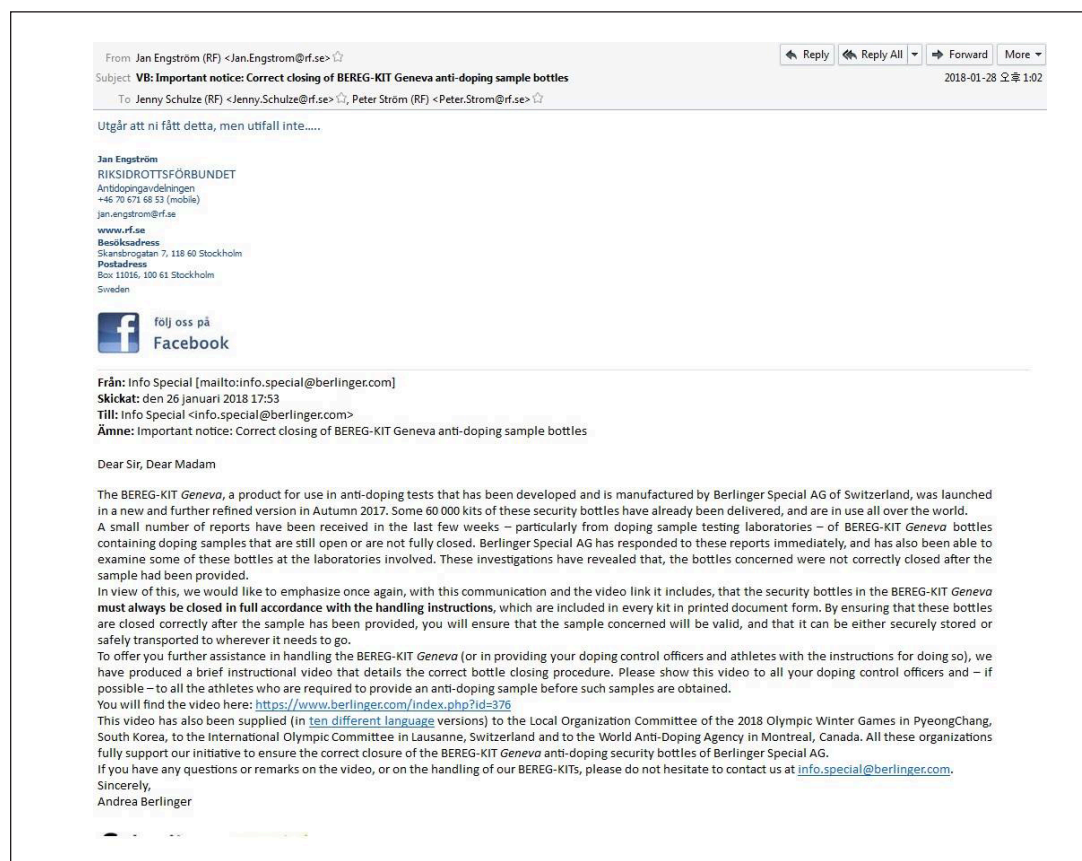 From Jan Engström (RF) <Jan.Engstrom@rf.se>
Reply Reply All Forward More
Subject VB: Important notice: Correct closing of BEREG-KIT Geneva anti-doping sample bottles
2018-01-28 오후 1:02
To Jenny Schulze (RF) <Jenny.Schulze@rf.se>, Peter Ström (RF) <Peter.Strom@rf.se>
Utgår att ni fått detta, men utifall inte.....
Jan Engström
RIKSIDROTTSFÖRBUNDET
Antidopingavdelningen
+46 70 671 68 53 (mobile)
jan.engstrom@rf.se
www.rf.se
Besöksadress
Skansbrogatan 7, 118 60 Stockholm
Postadress
Box 11016, 100 61 Stockholm
Sweden
f
följ oss på
Facebook
Från: Info Special [mailto:info.special@berlinger.com]
Skickat: den 26 januari 2018 17:53
Till: Info Special <info.special@berlinger.com>
Ämne: Important notice: Correct closing of BEREG-KIT Geneva anti-doping sample bottles
Dear Sir, Dear Madam
The BEREG-KIT Geneva, a product for use in anti-doping tests that has been developed and is manufactured by Berlinger Special AG of Switzerland, was launched
in a new and further refined version in Autumn 2017. Some 60 000 kits of these security bottles have already been delivered, and are in use all over the world.
A small number of reports have been received in the last few weeks – particularly from doping sample testing laboratories – of BEREG-KIT Geneva bottles
containing doping samples that are still open or are not fully closed. Berlinger Special AG has responded to these reports immediately, and has also been able to
examine some of these bottles at the laboratories involved. These investigations have revealed that, the bottles concerned were not correctly closed after the
sample had been provided.
In view of this, we would like to emphasize once again, with this communication and the video link it includes, that the security bottles in the BEREG-KIT Geneva
must always be closed in full accordance with the handling instructions, which are included in every kit in printed document form. By ensuring that these bottles
are closed correctly after the sample has been provided, you will ensure that the sample concerned will be valid, and that it can be either securely stored or
safely transported to wherever it needs to go.
To offer you further assistance in handling the BEREG-KIT Geneva (or in providing your doping control officers and athletes with the instructions for doing so), we
have produced a brief instructional video that details the correct bottle closing procedure. Please show this video to all your doping control officers and – if
possible – to all the athletes who are required to provide an anti-doping sample before such samples are obtained.
You will find the video here: https://www.berlinger.com/index.php?id=376
This video has also been supplied (in ten different language versions) to the Local Organization Committee of the 2018 Olympic Winter Games in PyeongChang,
South Korea, to the International Olympic Committee in Lausanne, Switzerland and to the World Anti-Doping Agency in Montreal, Canada. All these organizations
fully support our initiative to ensure the correct closure of the BEREG-KIT Geneva anti-doping security bottles of Berlinger Special AG.
If you have any questions or remarks on the video, or on the handling of our BEREG-KITs, please do not hesitate to contact us at info.special@berlinger.com.
Sincerely,
Andrea Berlinger